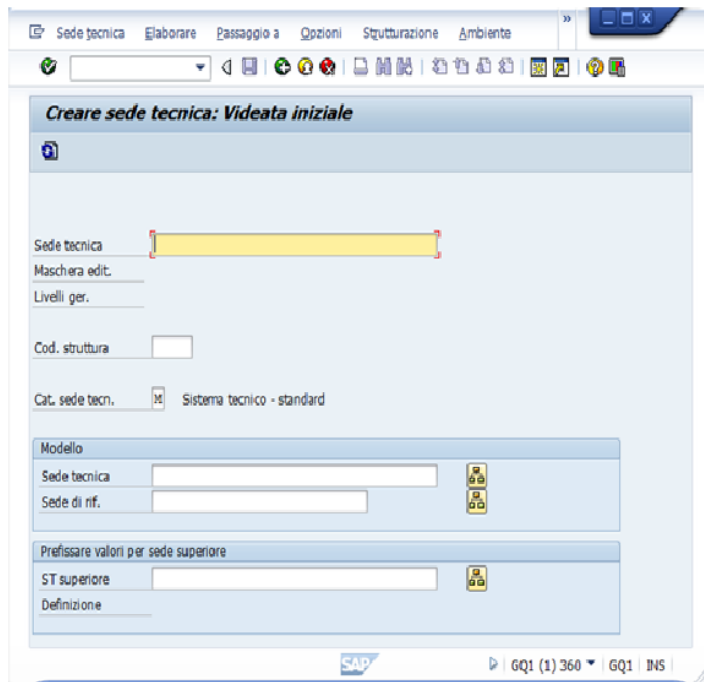 Sede tecnica Elaborare Passaggio a Opzioni Strutturazione Ambiente »
Creare sede tecnica: Videata iniziale
Sede tecnica
Maschera edit.
Livelli ger.
Cod. struttura
Cat. sede tecn. M Sistema tecnico - standard
Modello
Sede tecnica
Sede di rif.
Prefissare valori per sede superiore
ST superiore
Definizione
SAP GQ1 (1) 360 GQ1 INS